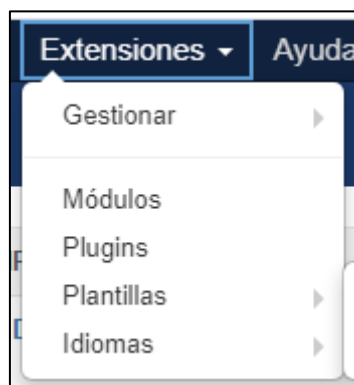 Extensiones Ayuda
Gestionar
Módulos
Plugins
Plantillas
Idiomas